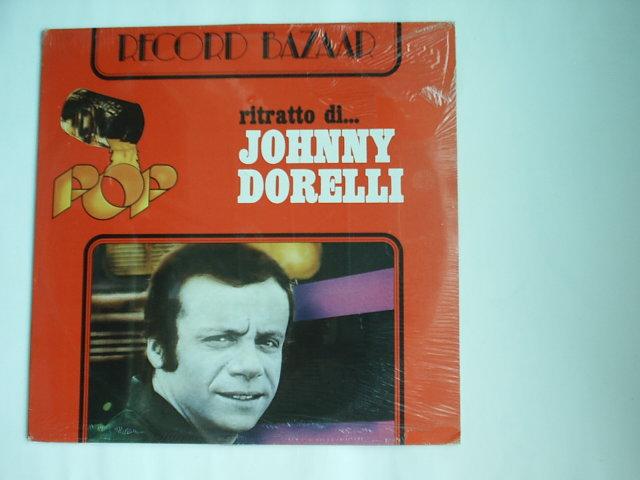 RECORD BAZAAR
POP
ritratto di...
JOHNNY
DORELLI